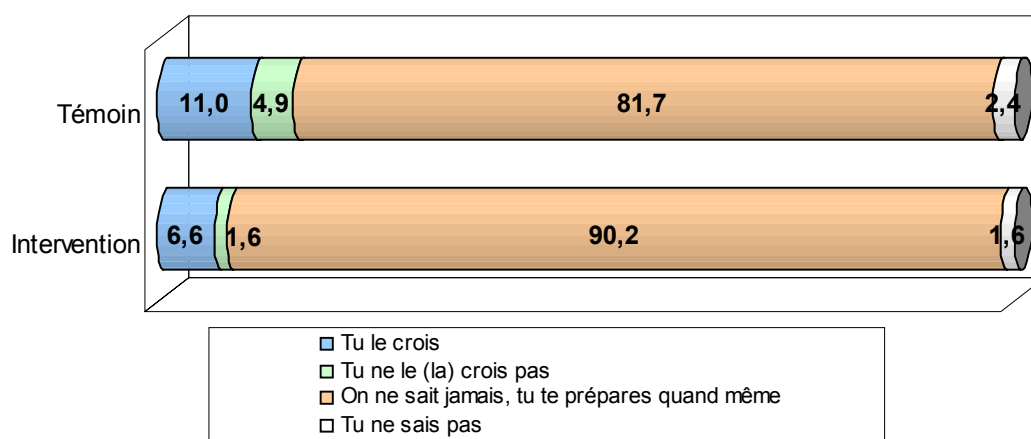 Témoin 11,0 4,9 81,7 2,4
Intervention 6,6 1,6 90,2 1,6
Tu le crois
Tu ne le (la) crois pas
On ne sait jamais, tu te prépares quand même
Tu ne sais pas